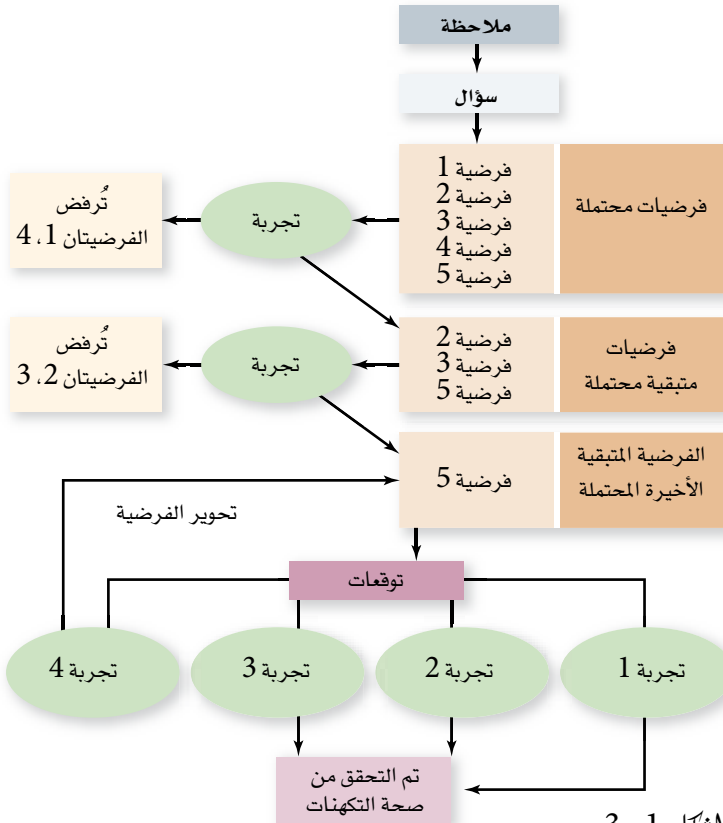 ملاحظة
سؤال
فرضيات محتملة
فرضية 1
فرضية 2
فرضية 3
فرضية 4
فرضية 5
تجربة
تُرفض
الفرضيتان 1، 4
فرضيات
متبقية محتملة
فرضية 2
فرضية 3
فرضية 5
تجربة
تُرفض
الفرضيتان 2، 3
الفرضية المتبقية
الأخيرة المحتملة
فرضية 5
تحوير الفرضية
توقعات
تجربة 1
تجربة 2
تجربة 3
تجربة 4
تم التحقق من
صحة التكهنات
1 - 3